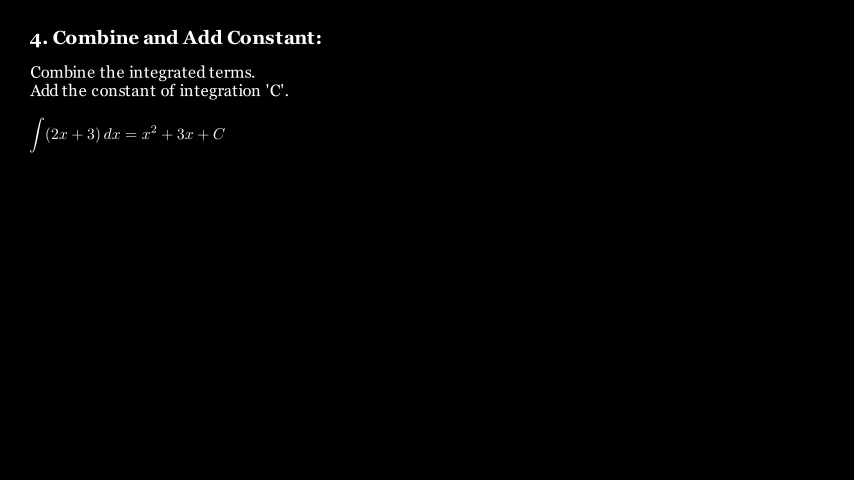 4. Combine and Add Constant:
Combine the integrated terms.
Add the constant of integration 'C'.
∫(2x + 3) dx = x² + 3x + C